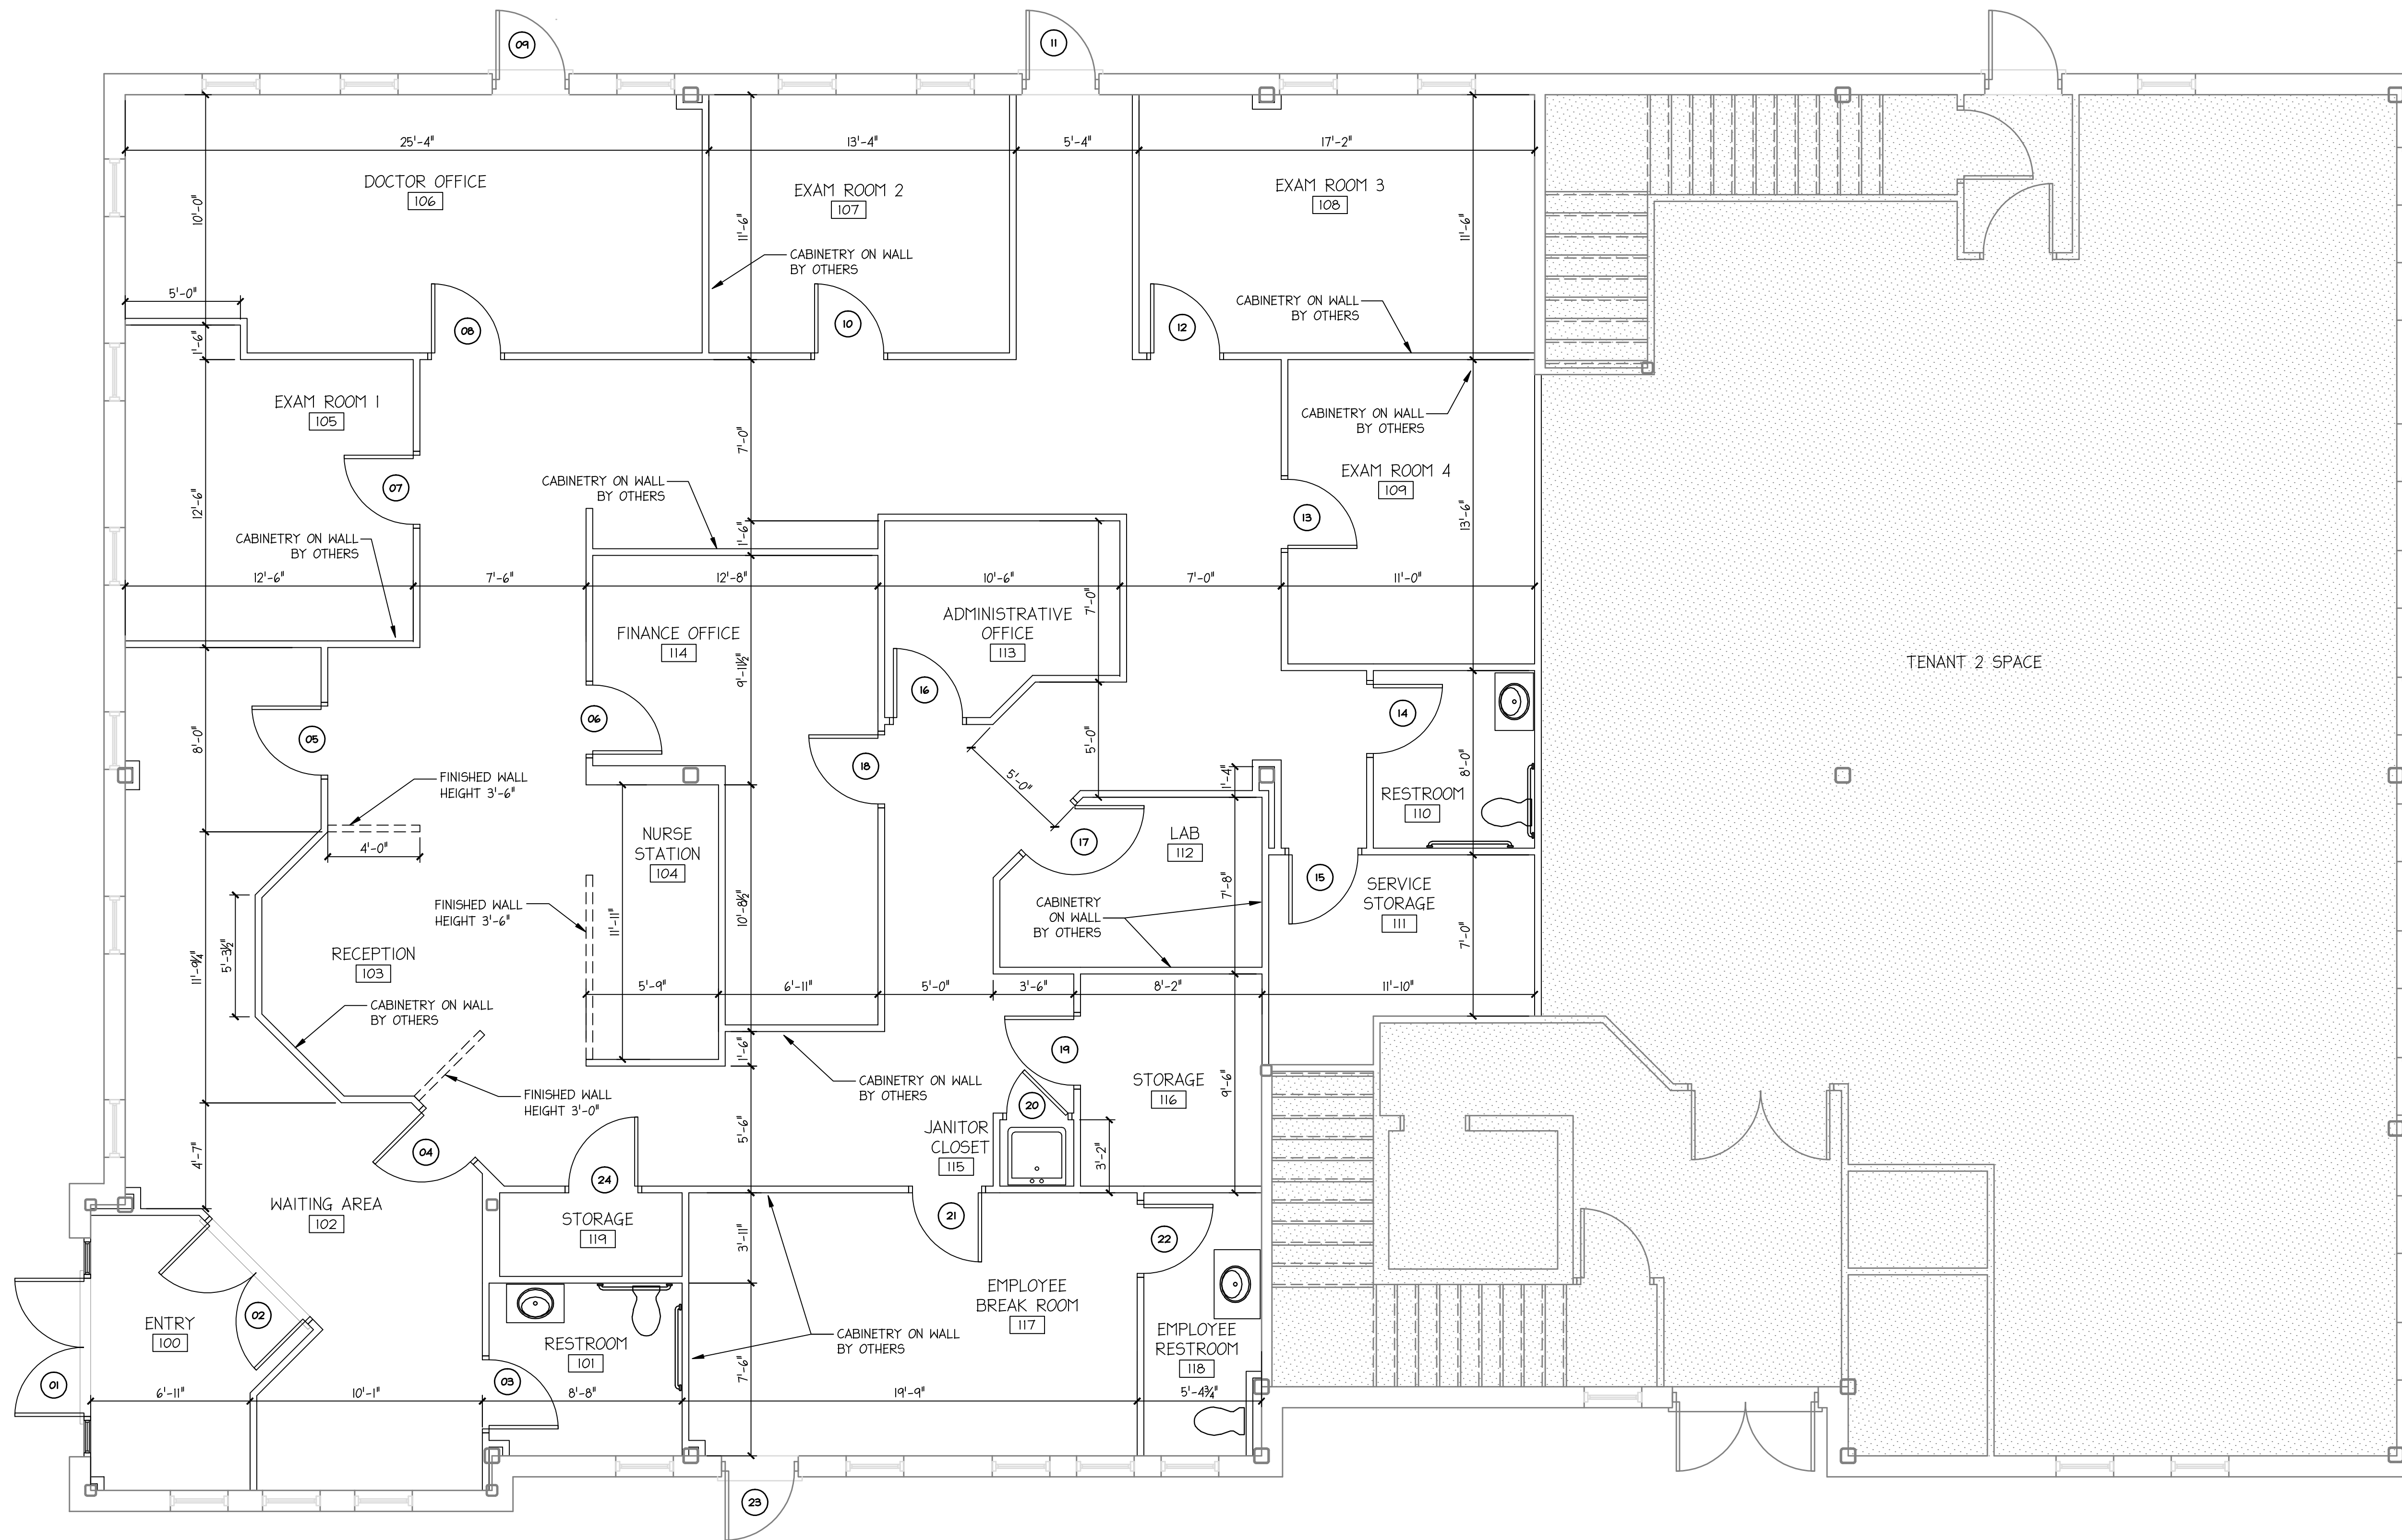 09
11
25'-4"
13'-4"
5'-4"
17'-2"
DOCTOR OFFICE
106
EXAM ROOM 2
107
EXAM ROOM 3
108
10'-0"
11'-6"
11'-6"
CABINETRY ON WALL
BY OTHERS
5'-0"
CABINETRY ON WALL
BY OTHERS
08
10
12
1'-6"
EXAM ROOM 1
105
CABINETRY ON WALL
BY OTHERS
7'-0"
EXAM ROOM 4
109
07
CABINETRY ON WALL
BY OTHERS
12'-6"
13
13'-6"
CABINETRY ON WALL
BY OTHERS
1'-6"
12'-6"
7'-6"
12'-8"
10'-6"
7'-0"
11'-0"
7'-0"
FINANCE OFFICE
114
ADMINISTRATIVE
OFFICE
113
9'-11½"
TENANT 2 SPACE
16
14
06
05
8'-0"
18
5'-0"
8'-0"
FINISHED WALL
HEIGHT 3'-6"
5'-0"
1'-4"
RESTROOM
110
4'-0"
NURSE
STATION
104
17
LAB
112
15
SERVICE
STORAGE
111
7'-8"
FINISHED WALL
HEIGHT 3'-6"
11'-11"
10'-8½"
CABINETRY
ON WALL
BY OTHERS
7'-0"
5'-3½"
11'-9¼"
RECEPTION
103
5'-9"
6'-11"
5'-0"
3'-6"
8'-2"
11'-10"
CABINETRY ON WALL
BY OTHERS
1'-6"
19
CABINETRY ON WALL
BY OTHERS
STORAGE
116
9'-6"
FINISHED WALL
HEIGHT 3'-0"
20
5'-6"
JANITOR
CLOSET
115
3'-2"
4'-7"
04
24
WAITING AREA
102
STORAGE
119
21
22
3'-11"
02
ENTRY
100
EMPLOYEE
BREAK ROOM
117
RESTROOM
101
CABINETRY ON WALL
BY OTHERS
EMPLOYEE
RESTROOM
118
7'-6"
01
03
6'-11"
10'-1"
8'-8"
19'-9"
5'-4¾"
23